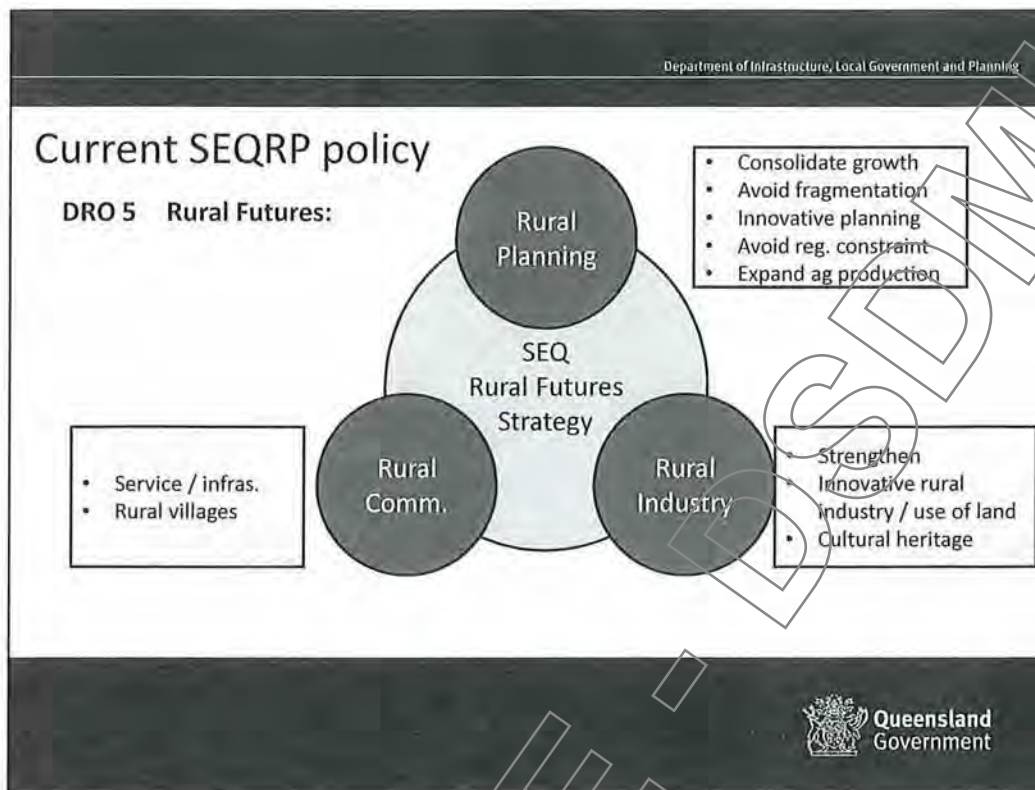 Department of Infrastructure, Local Government and Planning
Current SEQRP policy
DRO 5 Rural Futures:
Rural
Planning
• Consolidate growth
• Avoid fragmentation
• Innovative planning
• Avoid reg. constraint
• Expand ag production
SEQ
Rural Futures
Strategy
• Service / infras.
• Rural villages
Rural
Comm.
Rural
Industry
• Strengthen
• Innovative rural
industry / use of land
• Cultural heritage
Queensland
Government
- DSDM